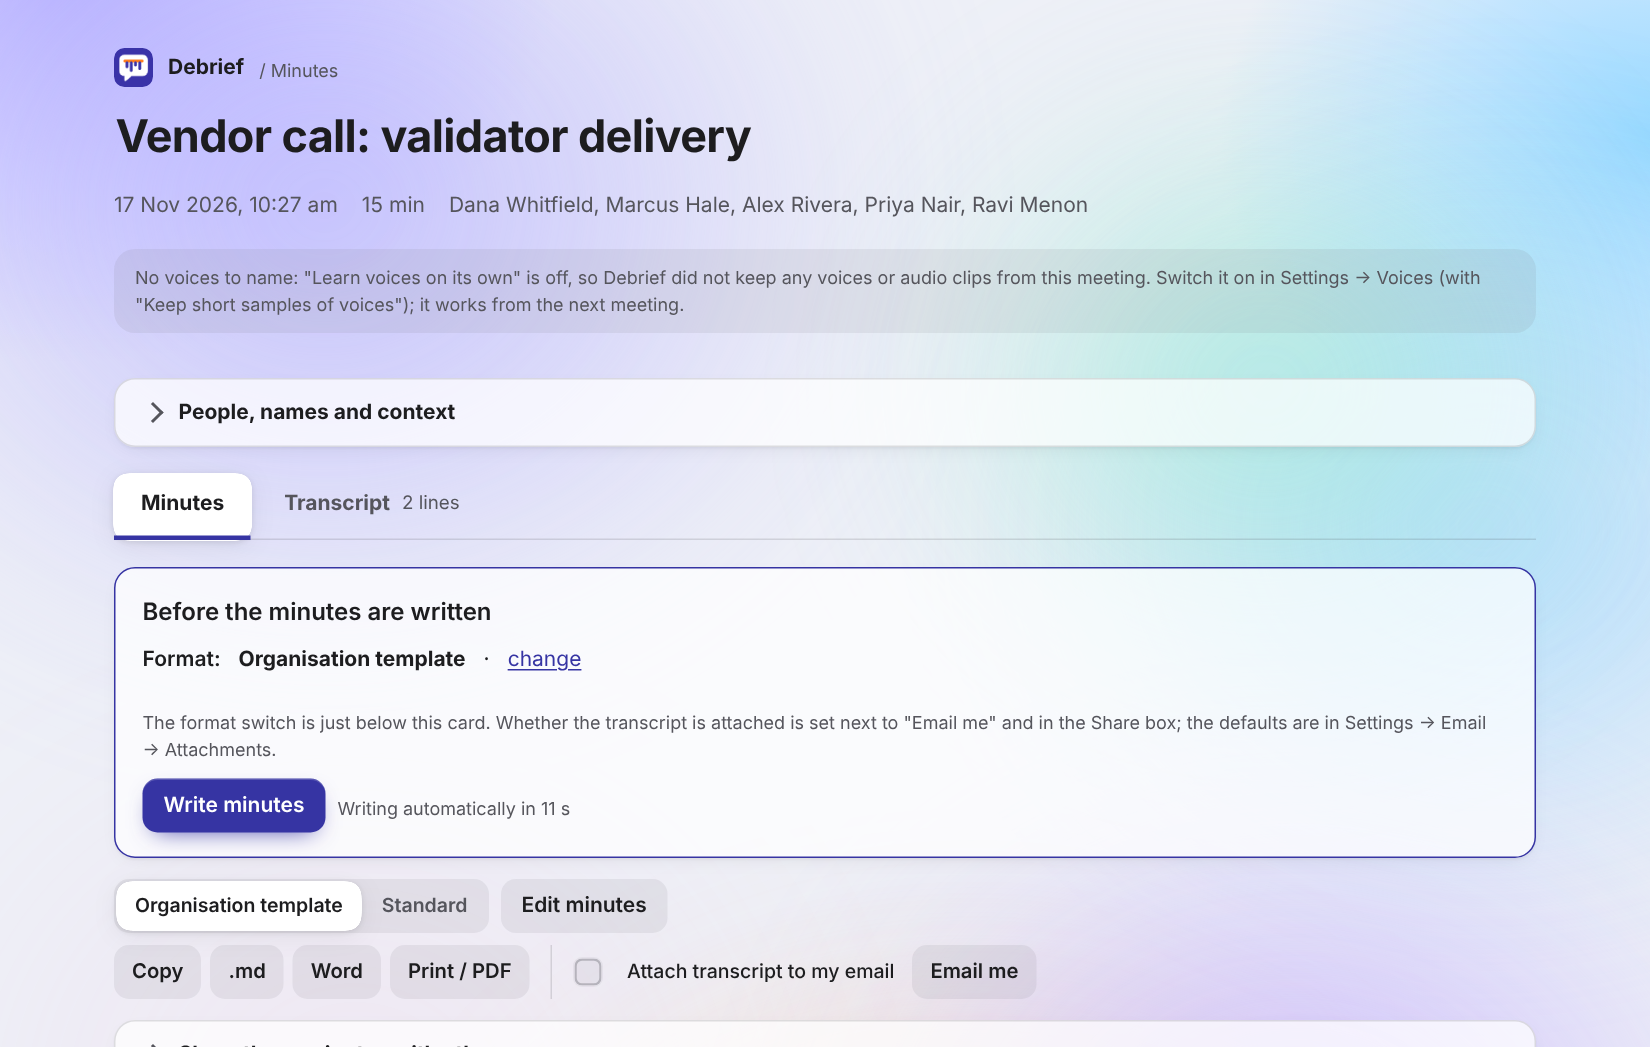 Debrief / Minutes
Vendor call: validator delivery
17 Nov 2026, 10:27 am 15 min Dana Whitfield, Marcus Hale, Alex Rivera, Priya Nair, Ravi Menon
No voices to name: "Learn voices on its own" is off, so Debrief did not keep any voices or audio clips from this meeting. Switch it on in Settings → Voices (with
"Keep short samples of voices"); it works from the next meeting.
People, names and context
Minutes Transcript 2 lines
Before the minutes are written
Format: Organisation template · change
The format switch is just below this card. Whether the transcript is attached is set next to "Email me" and in the Share box; the defaults are in Settings → Email
→ Attachments.
Write minutes Writing automatically in 11 s
Organisation template Standard Edit minutes
Copy .md Word Print / PDF Attach transcript to my email Email me